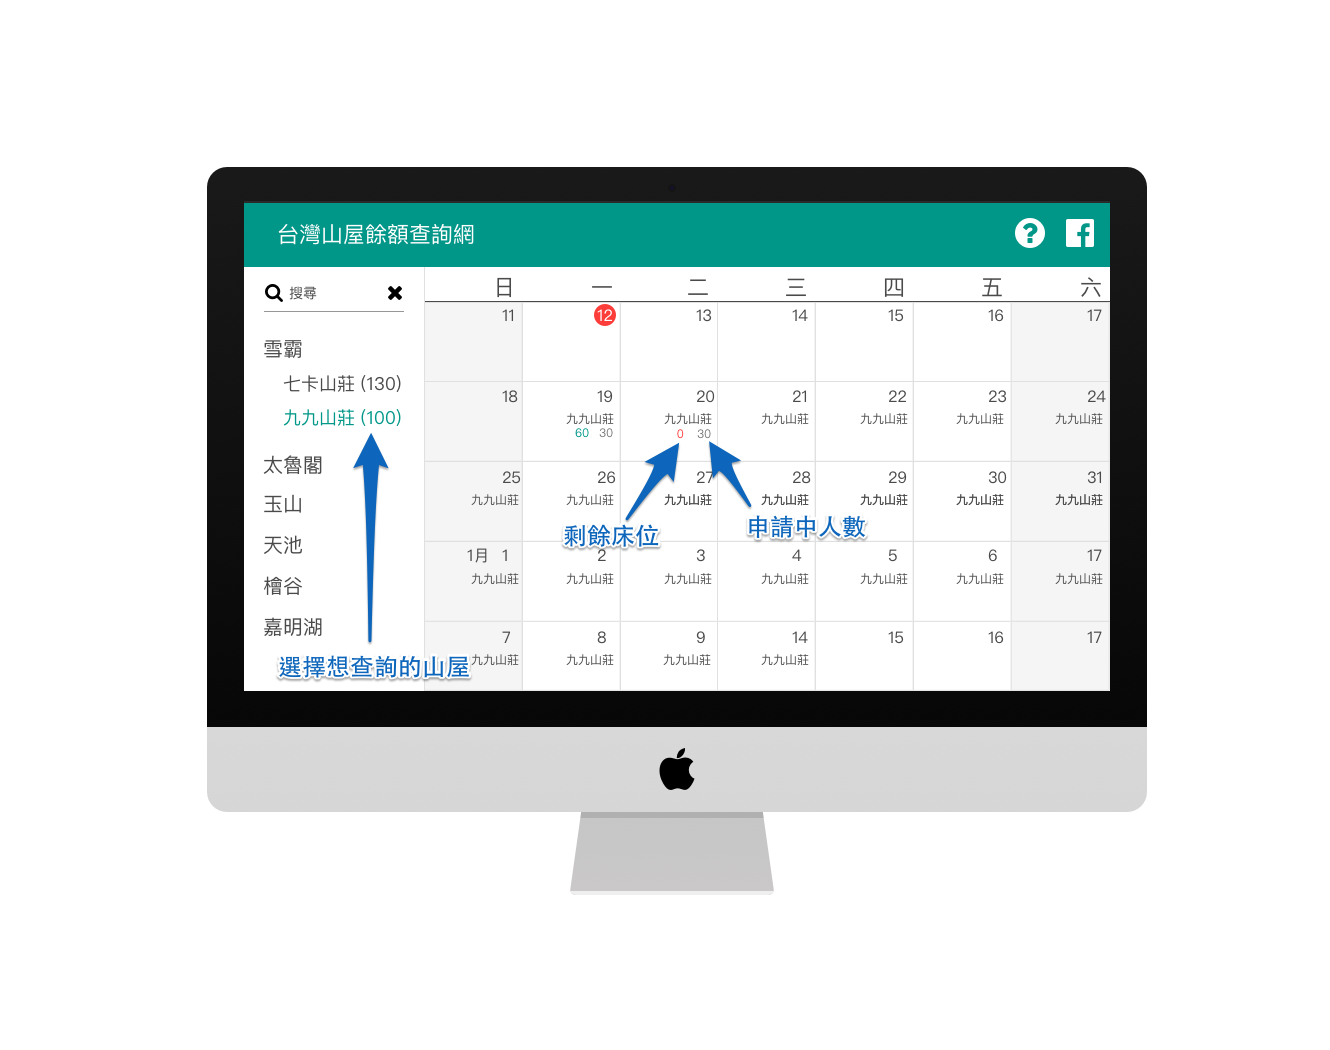 台灣山屋餘額查詢網
搜尋
雪霸
七卡山莊 (130)
九九山莊 (100)
太魯閣
玉山
天池
檜谷
嘉明湖
選擇想查詢的山屋
日 一 二 三 四 五 六
11 12 13 14 15 16 17
18 19 20 21 22 23 24
九九山莊 九九山莊 九九山莊 九九山莊 九九山莊 九九山莊
60 30 0 30
25 26 27 28 29 30 31
九九山莊 九九山莊 九九山莊 九九山莊 九九山莊 九九山莊 九九山莊
剩餘床位 申請中人數
1月 1 2 3 4 5 6 17
九九山莊 九九山莊 九九山莊 九九山莊 九九山莊 九九山莊 九九山莊
7 8 9 14 15 16 17
九九山莊 九九山莊 九九山莊 九九山莊